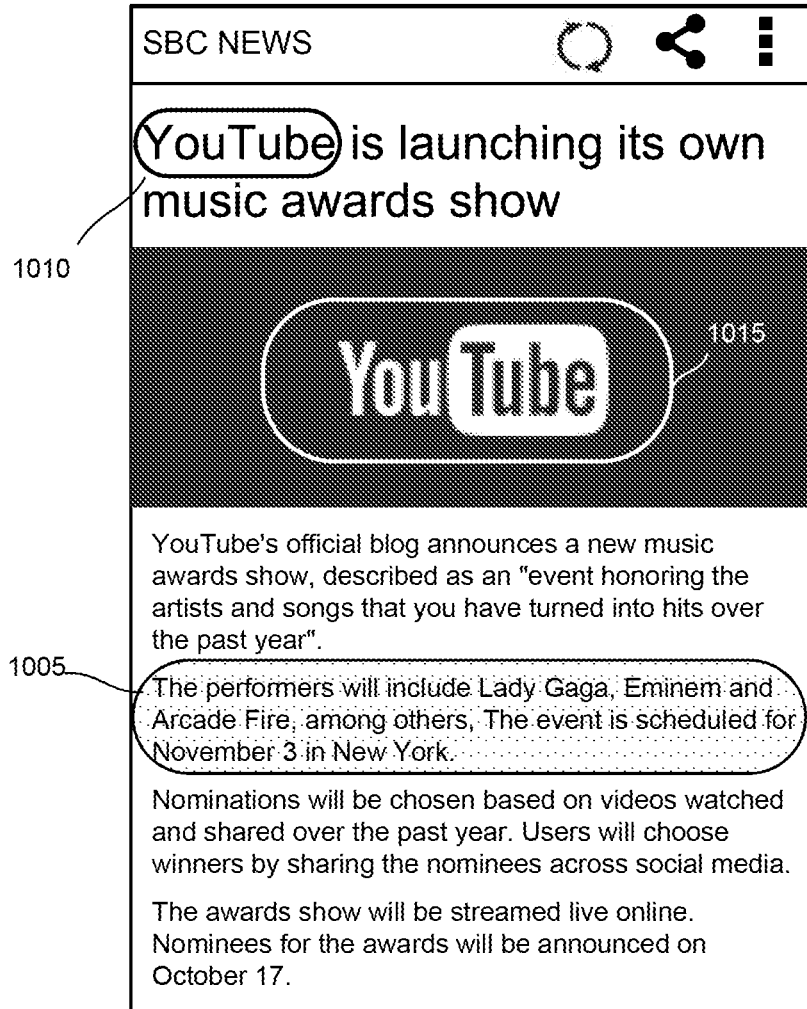 SBC NEWS
YouTube is launching its own
music awards show
1010
1015
YouTube
YouTube's official blog announces a new music
awards show, described as an "event honoring the
artists and songs that you have turned into hits over
the past year".
1005
The performers will include Lady Gaga, Eminem and
Arcade Fire, among others, The event is scheduled for
November 3 in New York.
Nominations will be chosen based on videos watched
and shared over the past year. Users will choose
winners by sharing the nominees across social media.
The awards show will be streamed live online.
Nominees for the awards will be announced on
October 17.